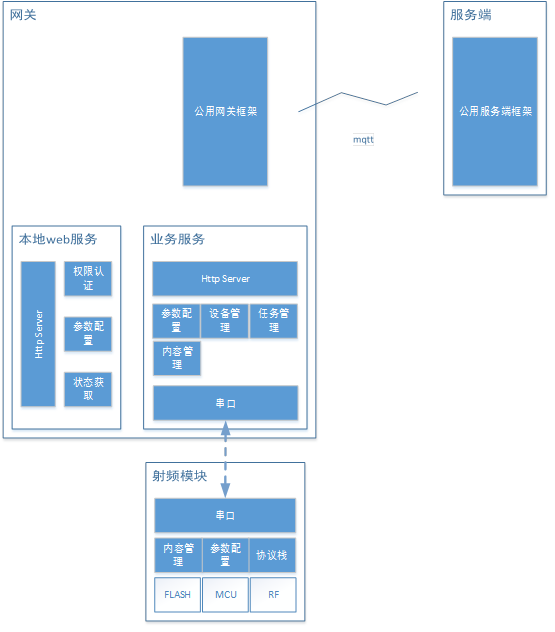 网关
公用网关框架
mqtt
服务端
公用服务端框架
本地web服务
Http Server
权限认
证
参数配
置
状态获
取
业务服务
Http Server
参数配
置
设备管
理
任务管
理
内容管
理
串口
射频模块
串口
内容管
理
参数配
置
协议栈
FLASH
MCU
RF